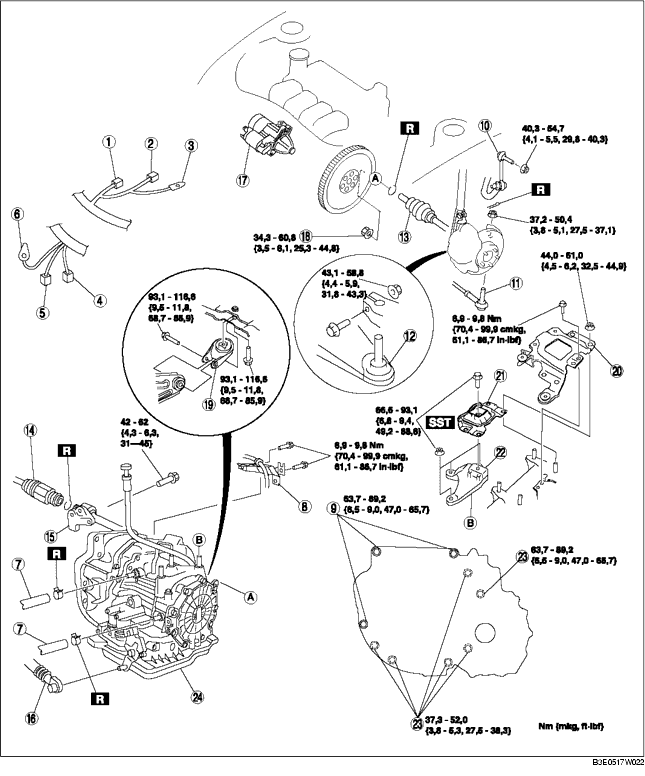 1
2
3
10
40,3 - 54,7
{4,1 - 5,5, 29,8 - 40,3}
R
17
A
R
6
13
37,2 - 50,4
{3,8 - 5,1, 27,5 - 37,1}
34,3 - 60,8
18
{3,5 - 6,1, 25,3 - 44,8}
44,0 - 61,0
{4,5 - 6,2, 32,5 - 44,9}
43,1 - 58,8
{4,4 - 5,9,
31,8 - 43,3}
11
4
5
93,1 - 116,6
{9,5 - 11,8,
68,7 - 85,9}
12
6,9 - 9,8 Nm
{70,4 - 99,9 cmkg,
61,1 - 86,7 in-lbf}
20
21
93,1 - 116,6
{9,5 - 11,8,
68,7 - 85,9}
19
66,6 - 93,1
{6,8 - 9,4,
49,2 - 68,6}
SST
42 - 62
{4,3 - 6,3,
31—45}
14
R
6,9 - 9,8 Nm
{70,4 - 99,9 cmkg,
61,1 - 86,7 in-lbf}
22
8
B
63,7 - 89,2
9
{6,5 - 9,0, 47,0 - 65,7}
15
B
R
7
23
63,7 - 89,2
{6,5 - 9,0, 47,0 - 65,7}
A
7
R
16
24
23
37,3 - 52,0
{3,8 - 5,3, 27,5 - 38,3}
Nm {mkg, ft-lbf}
B3E0517W022